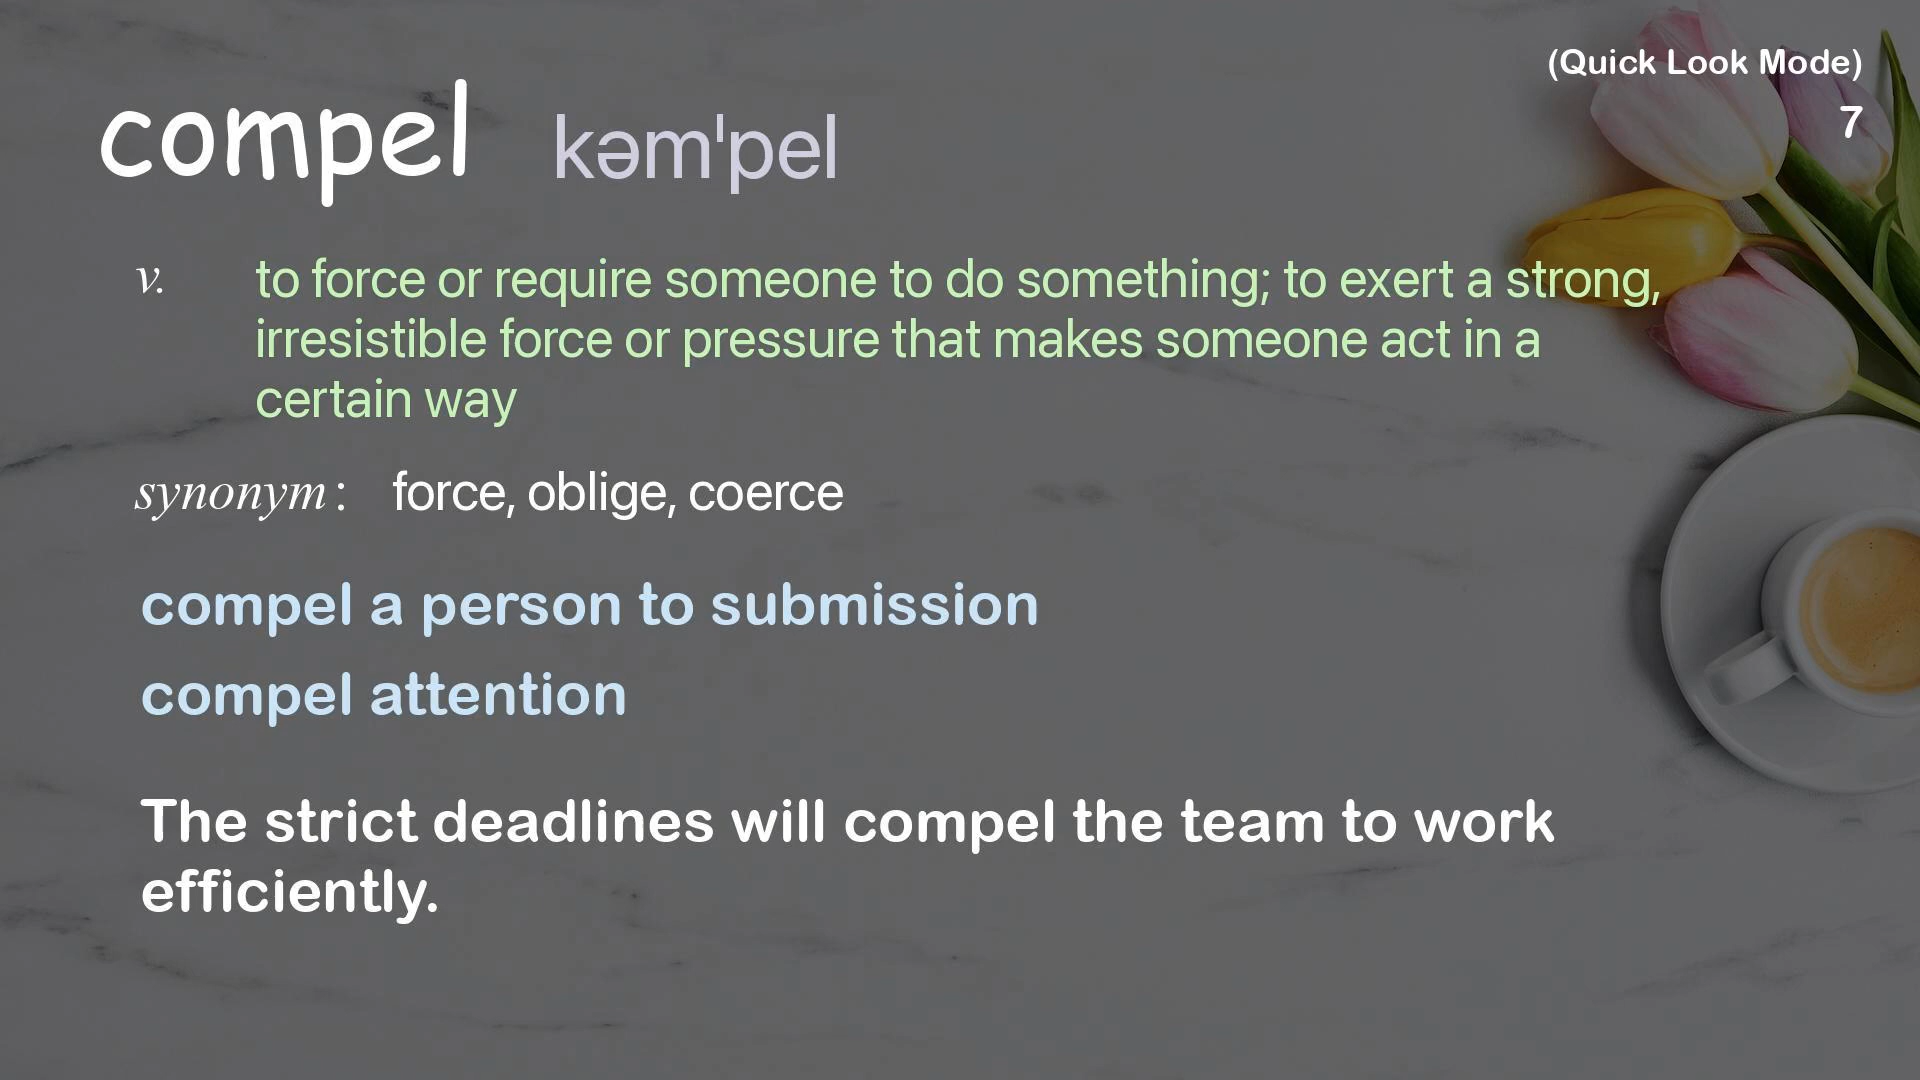 (Quick Look Mode)
7
compel kəmˈpel
v. to force or require someone to do something; to exert a strong,
irresistible force or pressure that makes someone act in a
certain way
synonym : force, oblige, coerce
compel a person to submission
compel attention
The strict deadlines will compel the team to work
efficiently.